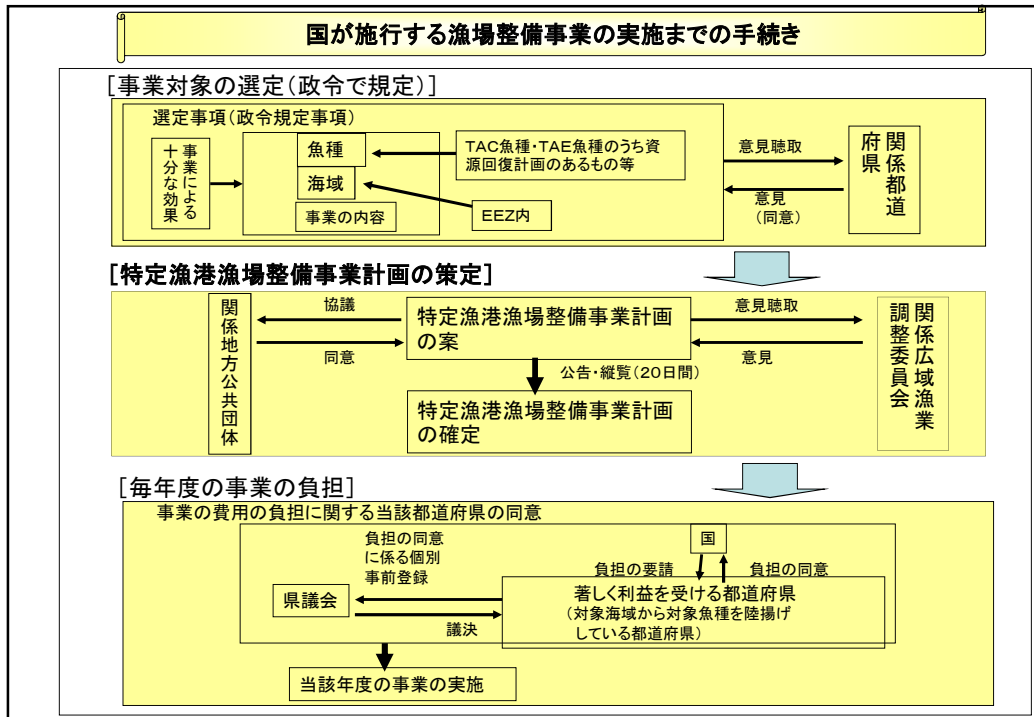 国が施行する漁場整備事業の実施までの手続き
[事業対象の選定(政令で規定)]
選定事項(政令規定事項)
事業による
十分な効果
魚種
海域
事業の内容
TAC魚種・TAE魚種のうち資
源回復計画のあるもの等
EEZ内
意見聴取
意見
(同意)
関係都道
府県
[特定漁港漁場整備事業計画の策定]
関係地方公共団体
協議
同意
特定漁港漁場整備事業計画
の案
公告・縦覧(20日間)
特定漁港漁場整備事業計画
の確定
意見聴取
意見
関係広域漁業
調整委員会
[毎年度の事業の負担]
事業の費用の負担に関する当該都道府県の同意
負担の同意
に係る個別
事前登録
県議会
議決
国
負担の要請
負担の同意
著しく利益を受ける都道府県
(対象海域から対象魚種を陸揚げ
している都道府県)
当該年度の事業の実施